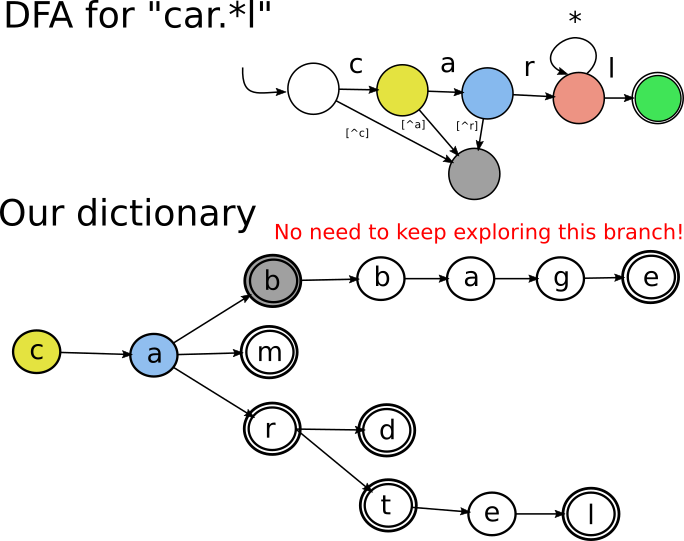 DFA for "car.*l"
*
c a r l
[^c] [^a] [^r]
Our dictionary
No need to keep exploring this branch!
b b a g e
c a m
r d
t e l